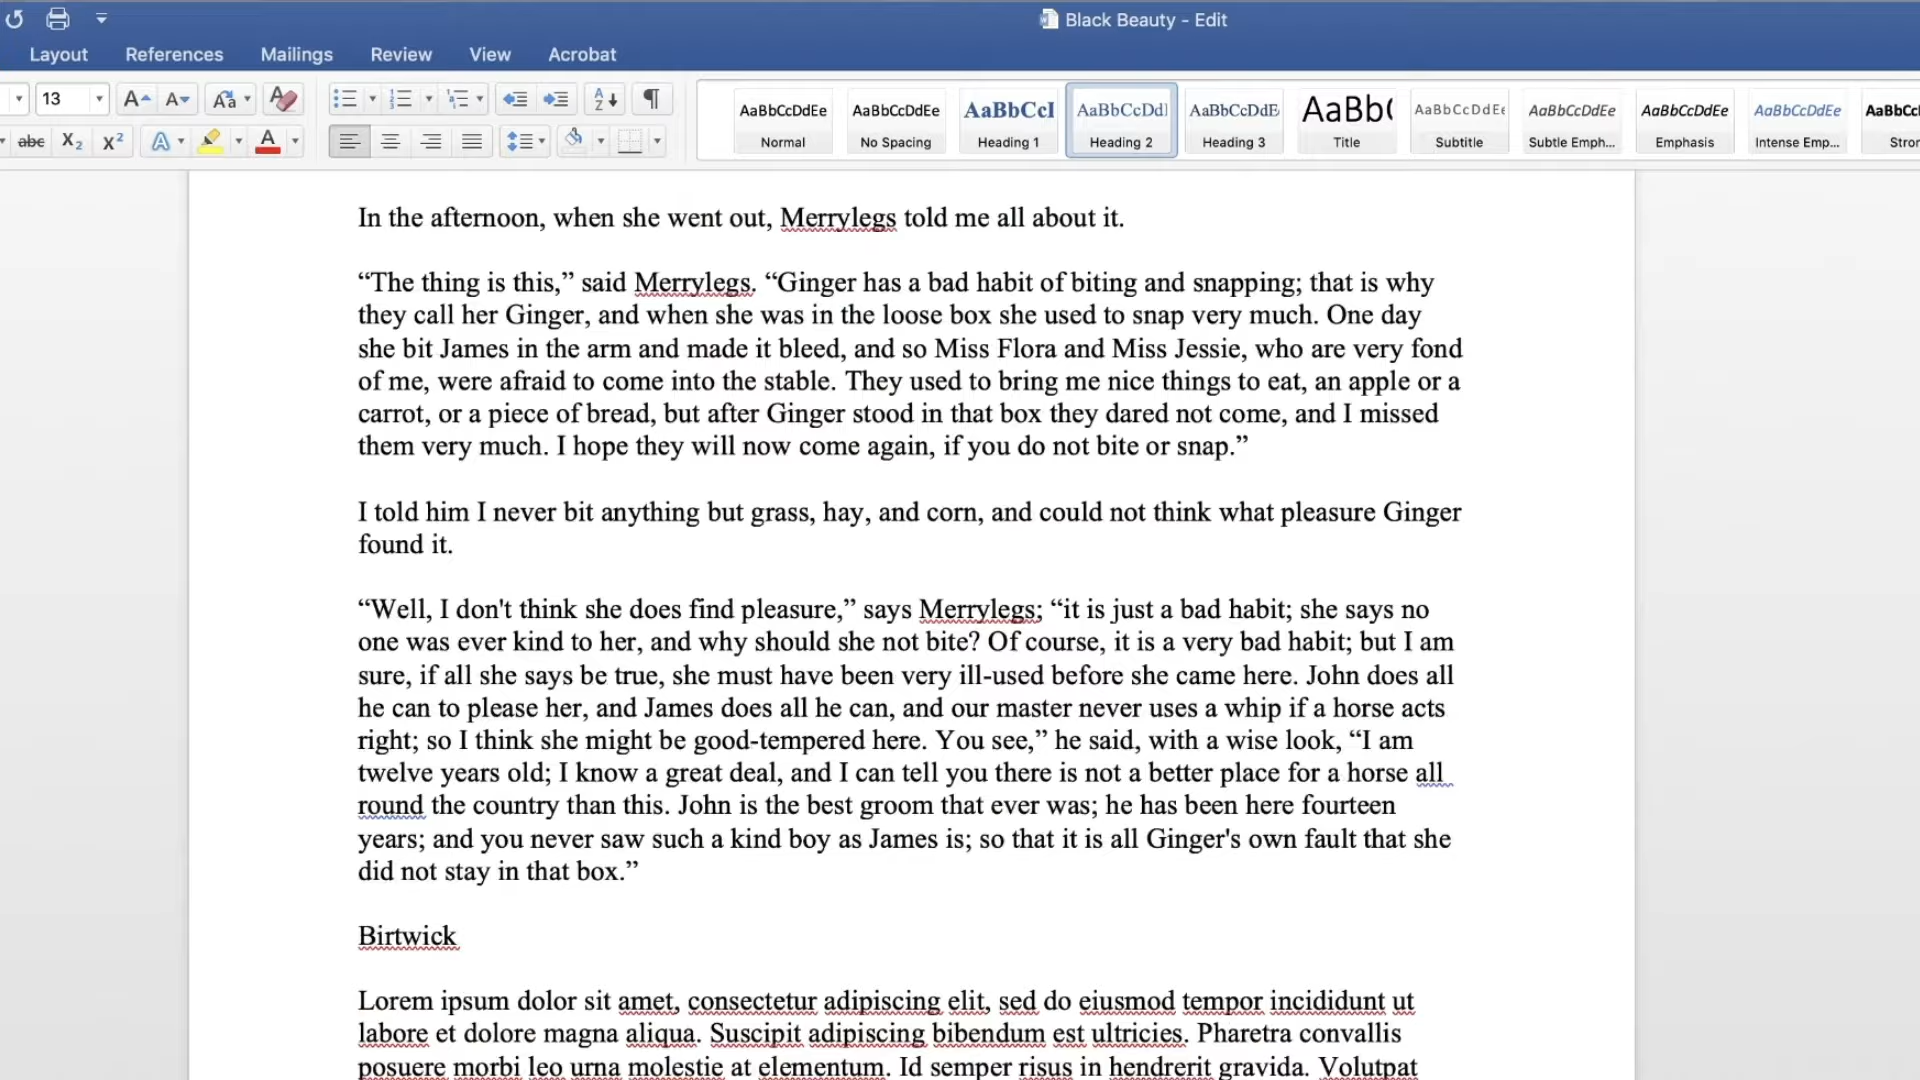 Black Beauty - Edit
Layout References Mailings Review View Acrobat
13 A A Aa A
AaBbCcDdEe AaBbCcDdEe AaBbCcI AaBbCcDdI AaBbCcDdE AaBb( AaBbCcDdEe AaBbCcDdEe AaBbCcDdEe AaBbCcDdEe AaBbCcI
Normal No Spacing Heading 1 Heading 2 Heading 3 Title Subtitle Subtle Emph... Emphasis Intense Emp... Stron
abc X₂ X² A A
In the afternoon, when she went out, Merrylegs told me all about it.
“The thing is this,” said Merrylegs. “Ginger has a bad habit of biting and snapping; that is why
they call her Ginger, and when she was in the loose box she used to snap very much. One day
she bit James in the arm and made it bleed, and so Miss Flora and Miss Jessie, who are very fond
of me, were afraid to come into the stable. They used to bring me nice things to eat, an apple or a
carrot, or a piece of bread, but after Ginger stood in that box they dared not come, and I missed
them very much. I hope they will now come again, if you do not bite or snap.”
I told him I never bit anything but grass, hay, and corn, and could not think what pleasure Ginger
found it.
“Well, I don't think she does find pleasure,” says Merrylegs; “it is just a bad habit; she says no
one was ever kind to her, and why should she not bite? Of course, it is a very bad habit; but I am
sure, if all she says be true, she must have been very ill-used before she came here. John does all
he can to please her, and James does all he can, and our master never uses a whip if a horse acts
right; so I think she might be good-tempered here. You see,” he said, with a wise look, “I am
twelve years old; I know a great deal, and I can tell you there is not a better place for a horse all
round the country than this. John is the best groom that ever was; he has been here fourteen
years; and you never saw such a kind boy as James is; so that it is all Ginger's own fault that she
did not stay in that box.”
Birtwick
Lorem ipsum dolor sit amet, consectetur adipiscing elit, sed do eiusmod tempor incididunt ut
labore et dolore magna aliqua. Suscipit adipiscing bibendum est ultricies. Pharetra convallis
posuere morbi leo urna molestie at elementum. Id semper risus in hendrerit gravida. Volutpat